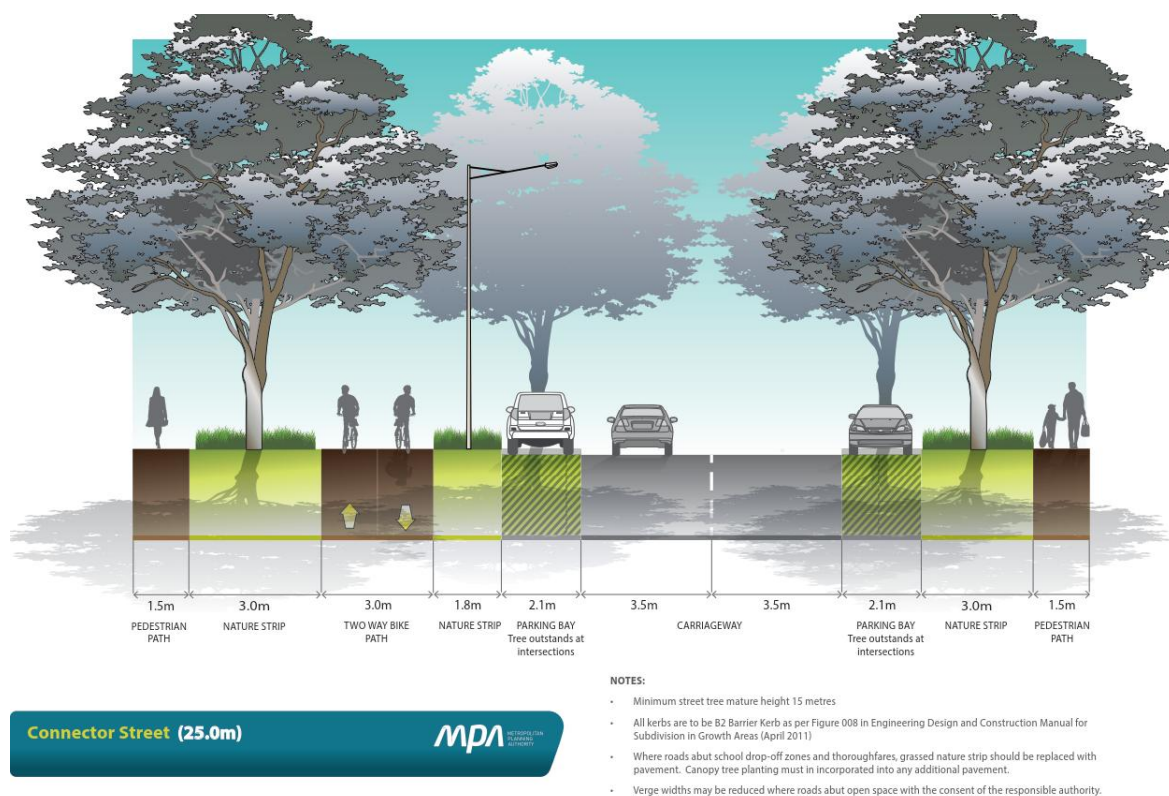 1.5m 3.0m 3.0m 1.8m 2.1m 3.5m 3.5m 2.1m 3.0m 1.5m
PEDESTRIAN
PATH
NATURE STRIP
TWO WAY BIKE
PATH
NATURE STRIP
PARKING BAY
Tree outstands at
intersections
CARRIAGEWAY
PARKING BAY
Tree outstands at
intersections
NATURE STRIP
PEDESTRIAN
PATH
Connector Street (25.0m)
MPA
METROPOLITAN
PLANNING
AUTHORITY
NOTES:
• Minimum street tree mature height 15 metres
• All kerbs are to be B2 Barrier Kerb as per Figure 008 in Engineering Design and Construction Manual for
Subdivision in Growth Areas (April 2011)
• Where roads abut school drop-off zones and thoroughfares, grassed nature strip should be replaced with
pavement. Canopy tree planting must in incorporated into any additional pavement.
• Verge widths may be reduced where roads abut open space with the consent of the responsible authority.